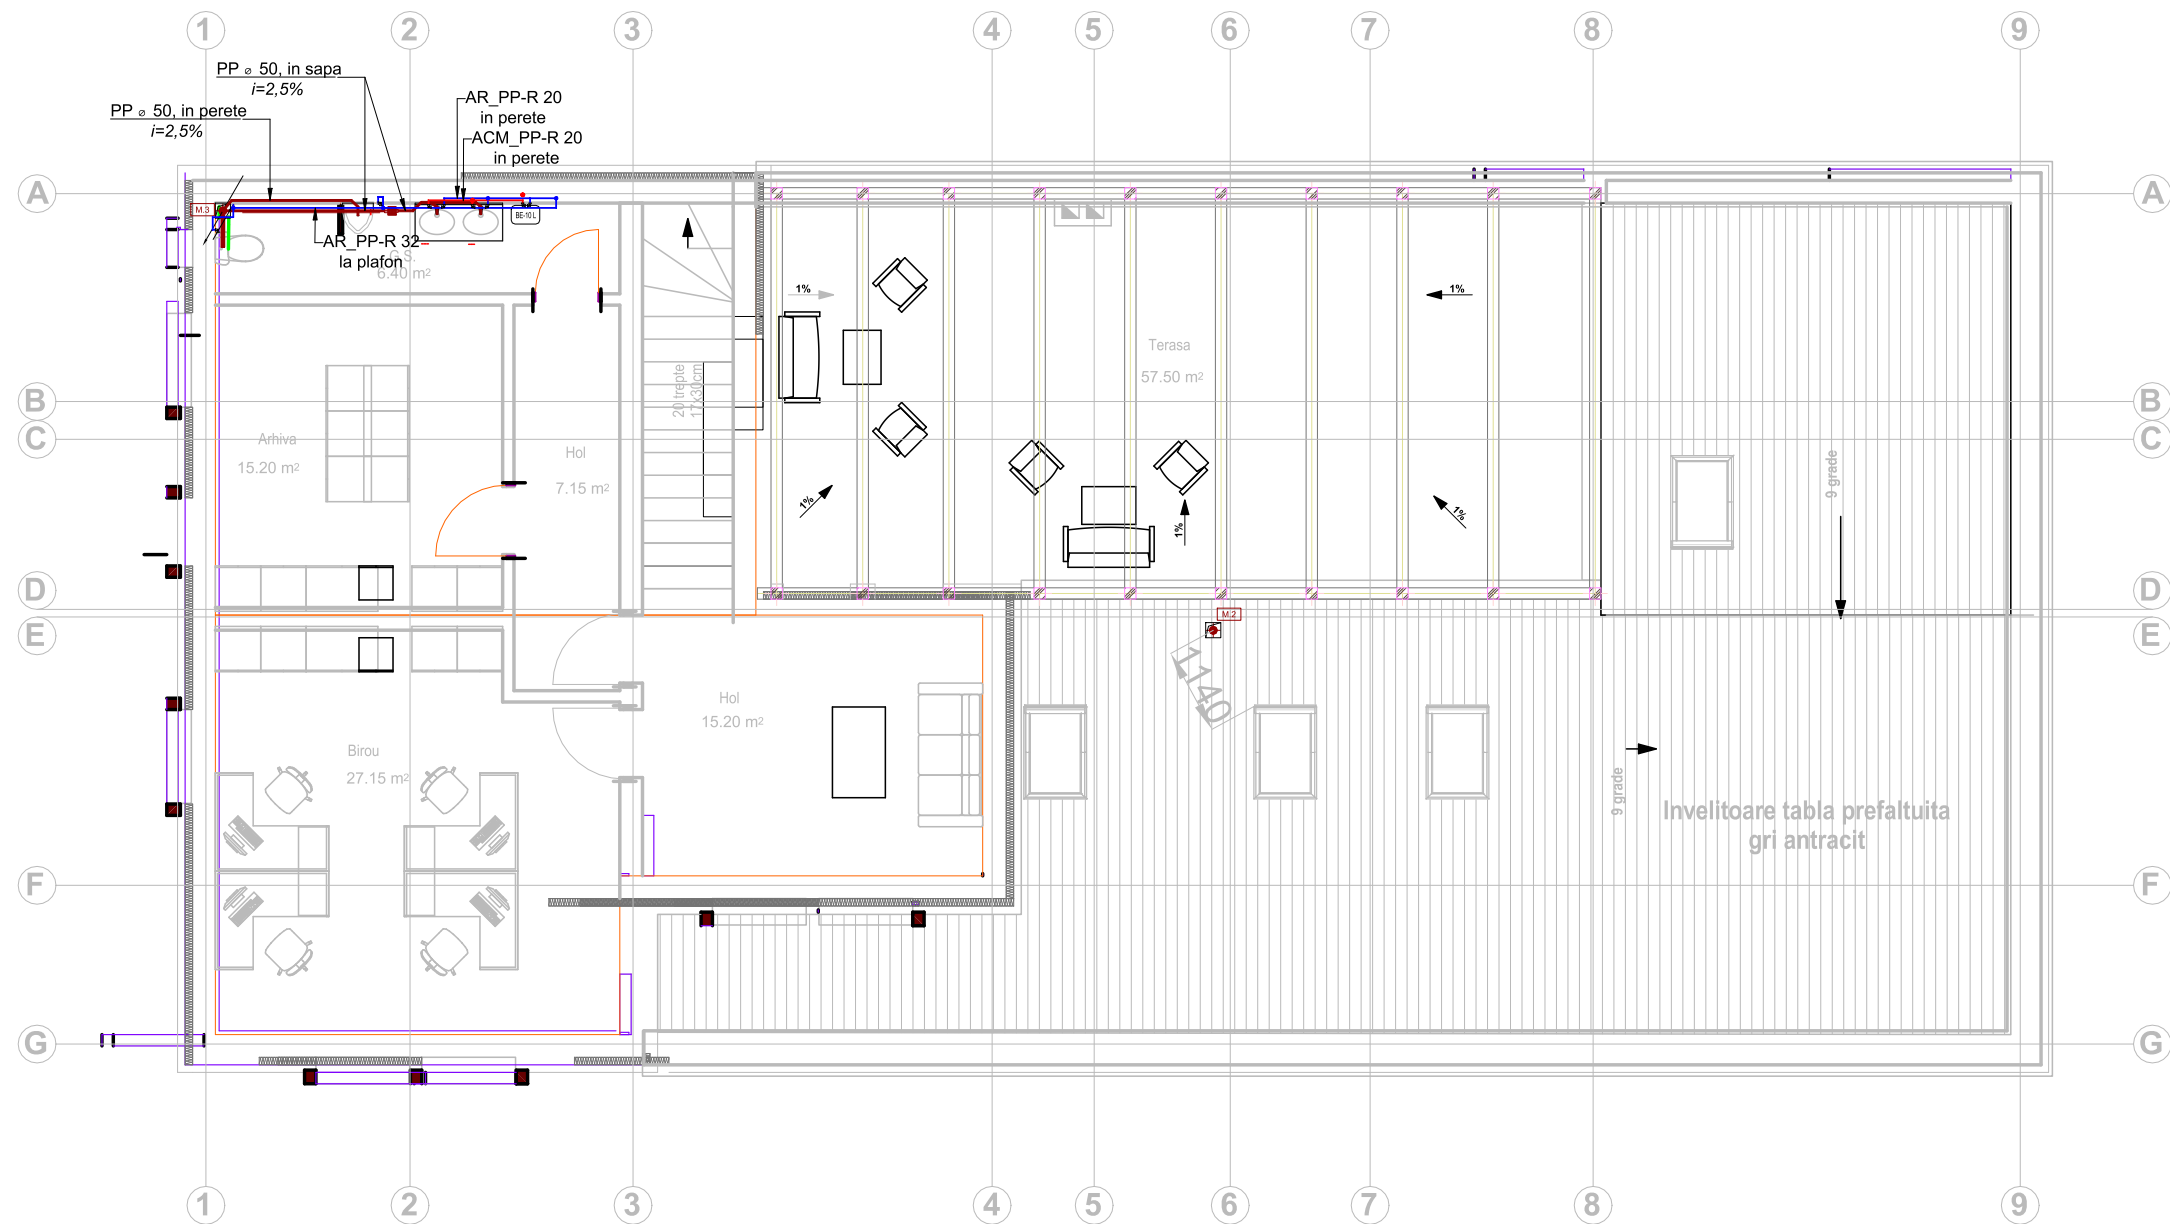 1 2 3 4 5 6 7 8 9
PP ⌀ 50, in sapa
i=2,5%
PP ⌀ 50, in perete
i=2,5%
AR_PP-R 20
in perete
ACM_PP-R 20
in perete
A
A
M.3
BE-10 L
AR_PP-R 32
la plafon
G.S.
6.40 m²
1%
1%
Terasa
57.50 m²
20 trepte
17x30cm
B
B
C
C
Arhiva
15.20 m²
Hol
7.15 m²
9 grade
1%
1%
1%
D
D
M.2
E
E
1140
Hol
15.20 m²
Birou
27.15 m²
9 grade
Invelitoare tabla prefaltuita
gri antracit
F
F
G
G
1 2 3 4 5 6 7 8 9